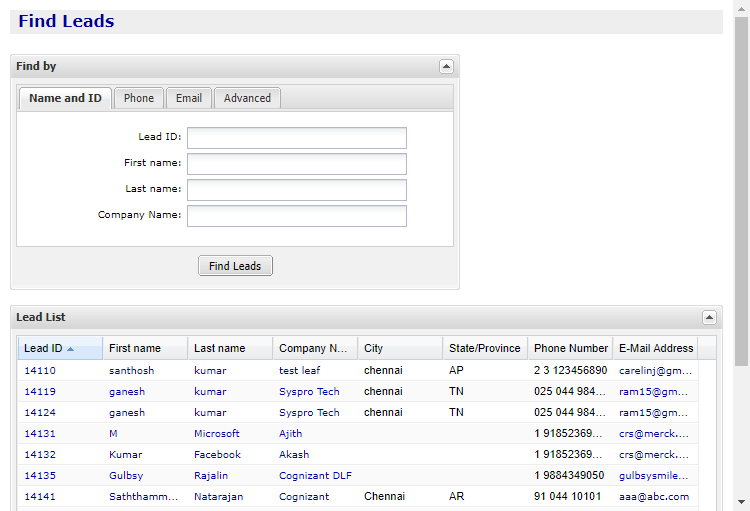 Find Leads
Find by
Name and ID Phone Email Advanced
Lead ID:
First name:
Last name:
Company Name:
Find Leads
Lead List
Lead ID First name Last name Company N... City State/Province Phone Number E-Mail Address
14110 santhosh kumar test leaf chennai AP 2 3 123456890 carelinj@gm...
14119 ganesh kumar Syspro Tech chennai TN 025 044 984... ram15@gm...
14124 ganesh kumar Syspro Tech chennai TN 025 044 984... ram15@gm...
14131 M Microsoft Ajith 1 91852369... crs@merck....
14132 Kumar Facebook Akash 1 91852369... crs@merck....
14135 Gulbsy Rajalin Cognizant DLF 1 9884349050 gulbsysmile...
14141 Saththamm... Natarajan Cognizant Chennai AR 91 044 10101 aaa@abc.com